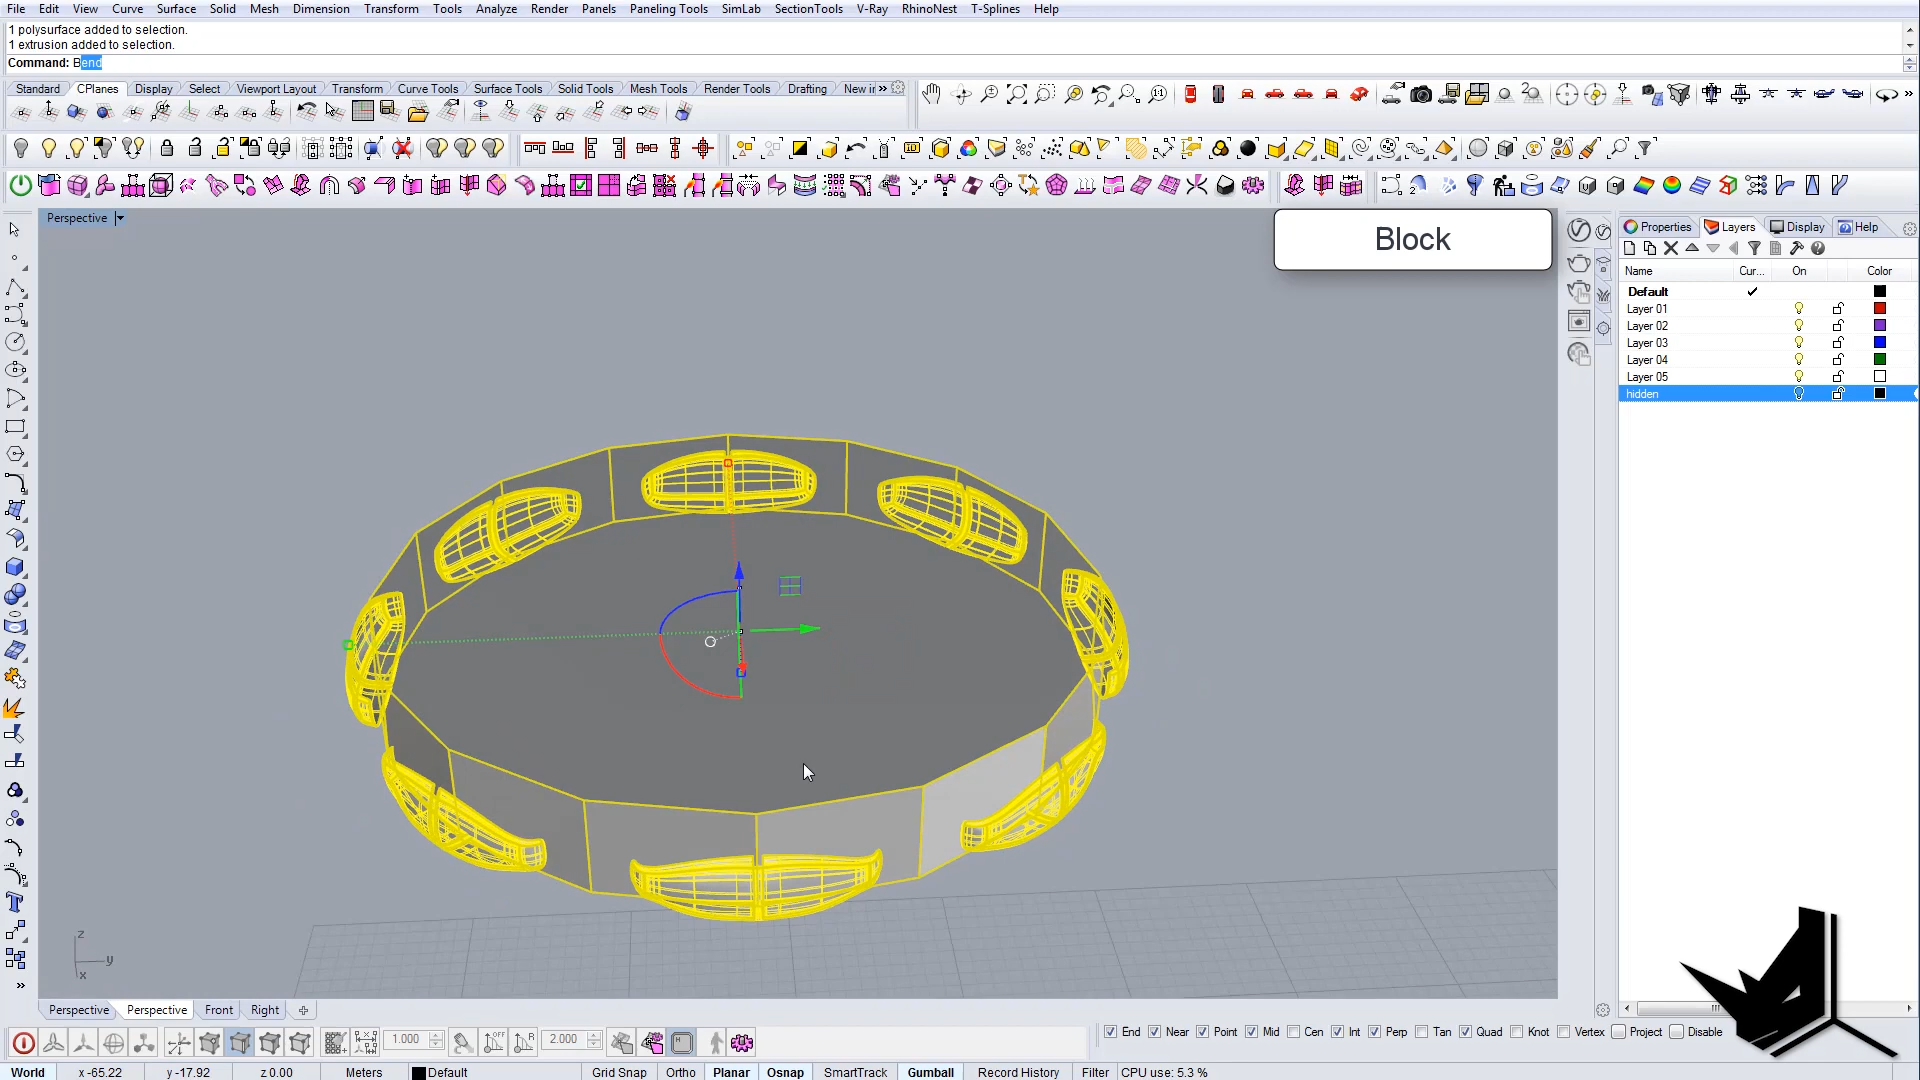 File Edit View Curve Surface Solid Mesh Dimension Transform Tools Analyze Render Panels Paneling Tools SimLab SectionTools V-Ray RhinoNest T-Splines Help
1 polysurface added to selection.
1 extrusion added to selection.
Command: Bend
Standard CPlanes Display Select Viewport Layout Transform Curve Tools Surface Tools Solid Tools Mesh Tools Render Tools Drafting New in »
Perspective
Block
Properties Layers Display Help
Name Cur... On Color
Default
Layer 01
Layer 02
Layer 03
Layer 04
Layer 05
hidden
z
y
x
Perspective Perspective Front Right
1.000 2.000
End Near Point Mid Cen Int Perp Tan Quad Knot Vertex Project Disable
World x -65.22 y -17.92 z 0.00 Meters Default Grid Snap Ortho Planar Osnap SmartTrack Gumball Record History Filter CPU use: 5.3 %